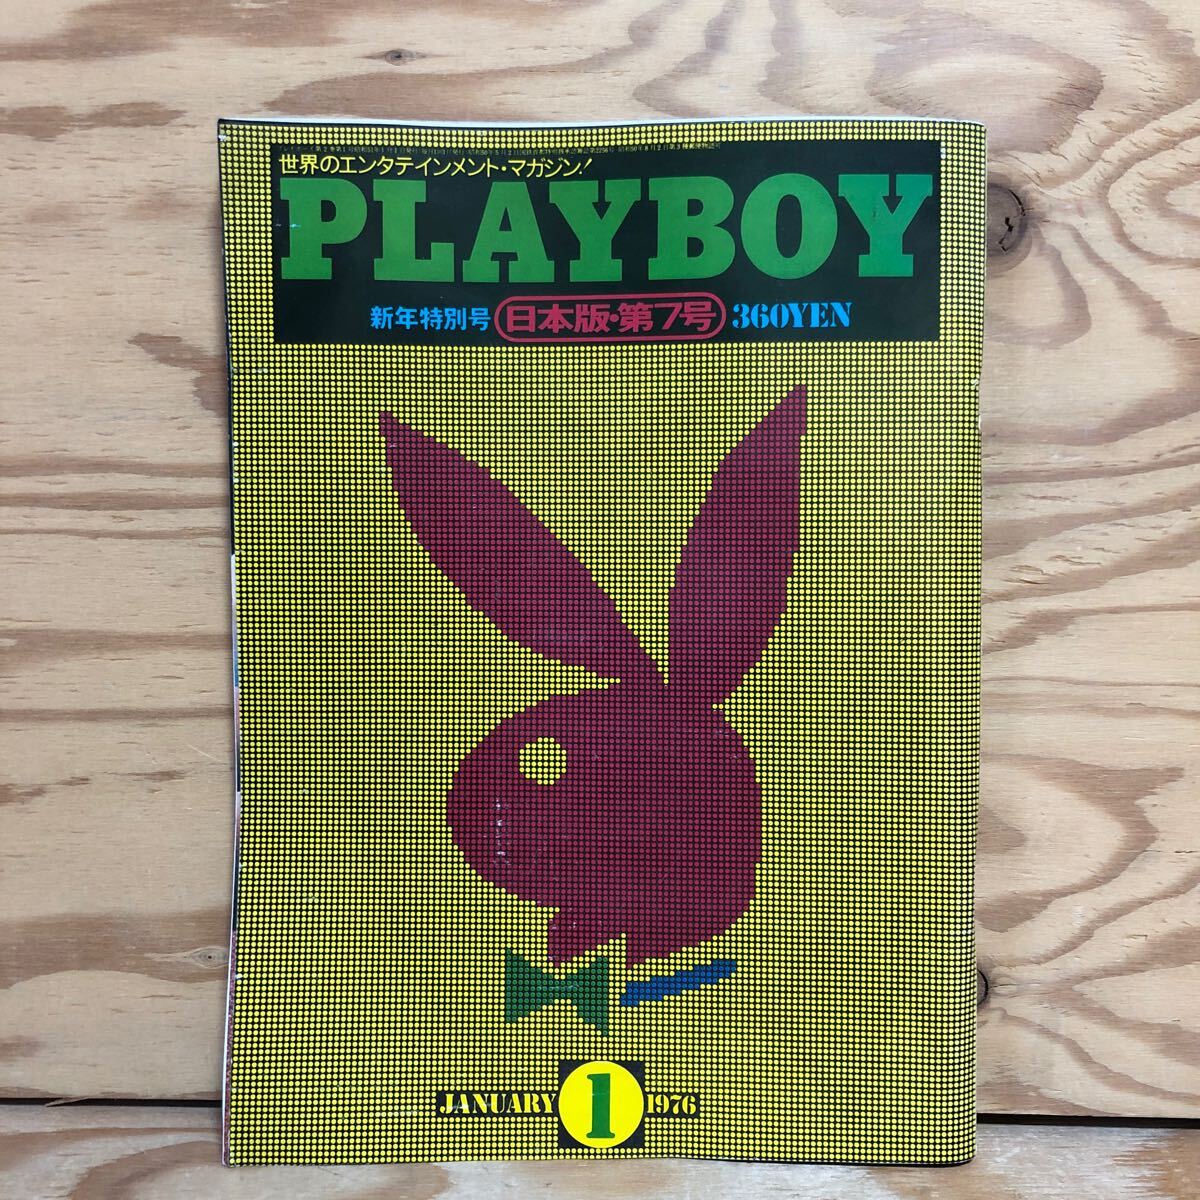 世界のエンタテインメント・マガジン!
PLAYBOY
新年特別号 日本版・第7号 360YEN
JANUARY 1 1976